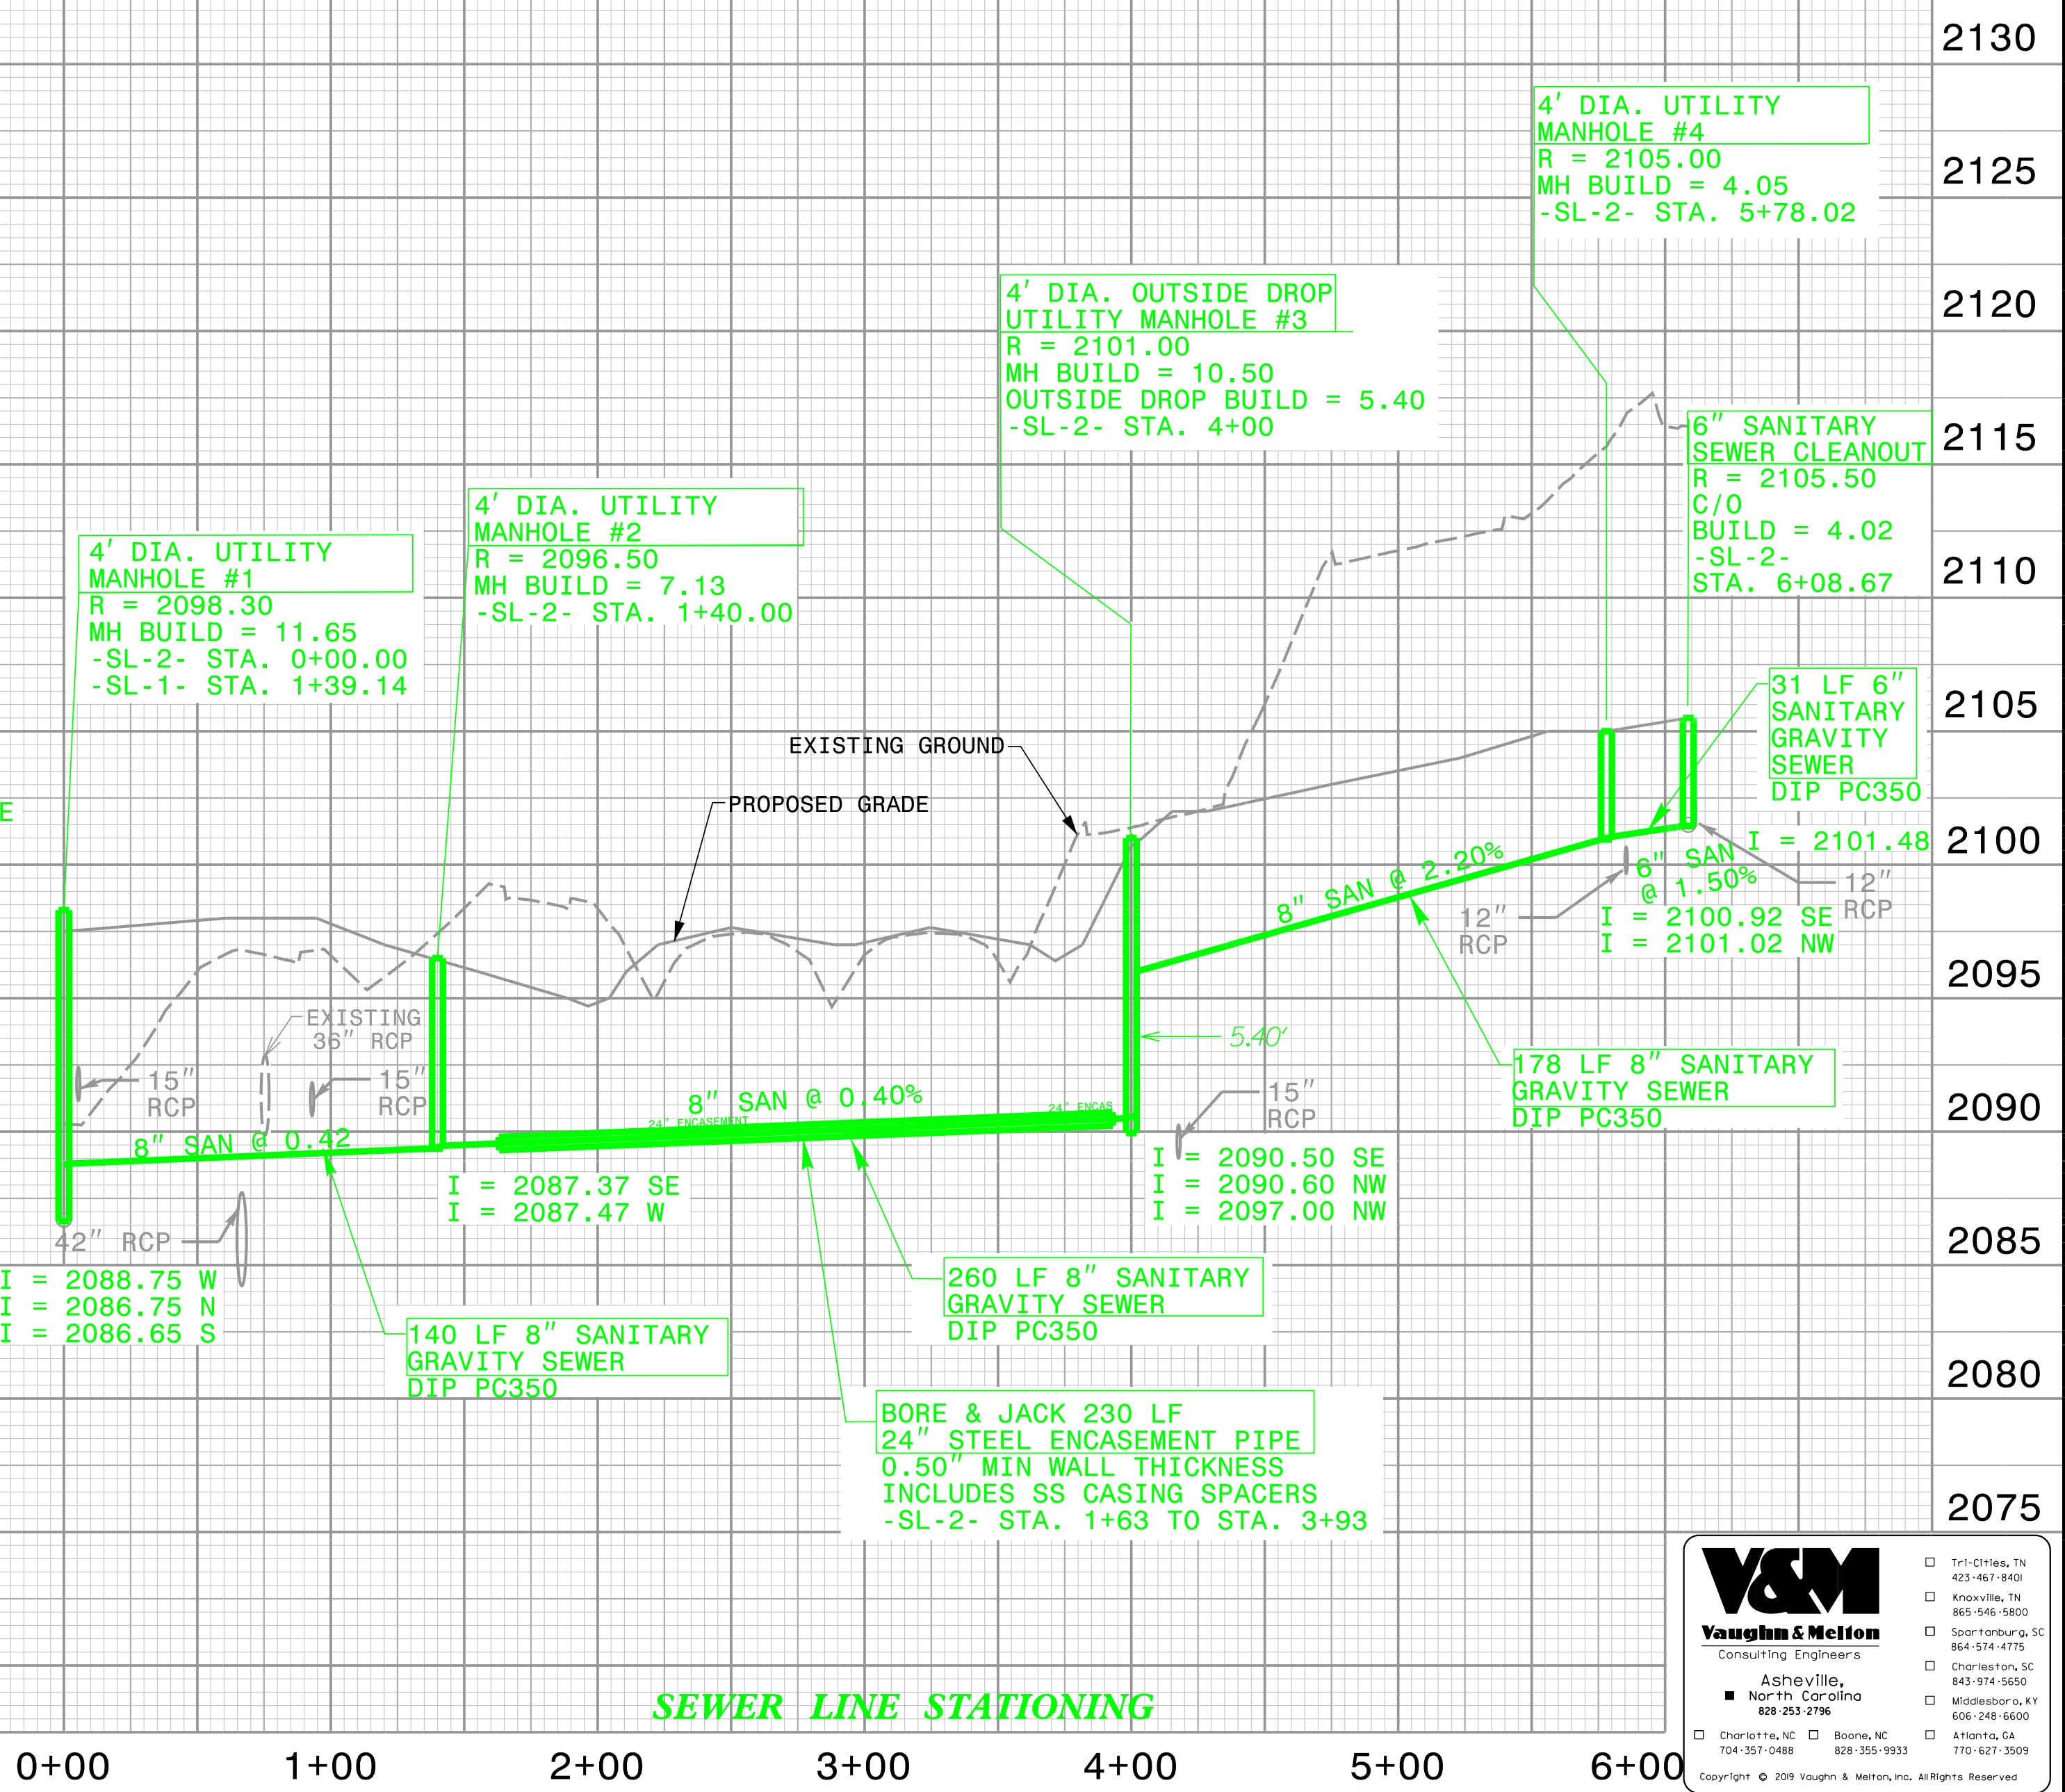 2130
2125
2120
2115
2110
2105
2100
2095
2090
2085
2080
2075
4' DIA. UTILITY
MANHOLE #4
R = 2105.00
MH BUILD = 4.05
-SL-2- STA. 5+78.02
4' DIA. OUTSIDE DROP
UTILITY MANHOLE #3
R = 2101.00
MH BUILD = 10.50
OUTSIDE DROP BUILD = 5.40
-SL-2- STA. 4+00
6" SANITARY
SEWER CLEANOUT
R = 2105.50
C/O
BUILD = 4.02
-SL-2-
STA. 6+08.67
4' DIA. UTILITY
MANHOLE #2
R = 2096.50
MH BUILD = 7.13
-SL-2- STA. 1+40.00
4' DIA. UTILITY
MANHOLE #1
R = 2098.30
MH BUILD = 11.65
-SL-2- STA. 0+00.00
-SL-1- STA. 1+39.14
31 LF 6"
SANITARY
GRAVITY
SEWER
DIP PC350
EXISTING GROUND
PROPOSED GRADE
E
I = 2101.48
8" SAN @ 2.20%
6" SAN
@ 1.50%
12"
RCP
12"
RCP
I = 2100.92 SE
I = 2101.02 NW
EXISTING
36" RCP
15"
RCP
15"
RCP
5.40'
8" SAN @ 0.42
8" SAN @ 0.40%
24' ENCASEMENT
24' ENCAS
15"
RCP
178 LF 8" SANITARY
GRAVITY SEWER
DIP PC350
I = 2090.50 SE
I = 2090.60 NW
I = 2097.00 NW
I = 2087.37 SE
I = 2087.47 W
42" RCP
I = 2088.75 W
I = 2086.75 N
I = 2086.65 S
260 LF 8" SANITARY
GRAVITY SEWER
DIP PC350
140 LF 8" SANITARY
GRAVITY SEWER
DIP PC350
BORE & JACK 230 LF
24" STEEL ENCASEMENT PIPE
0.50" MIN WALL THICKNESS
INCLUDES SS CASING SPACERS
-SL-2- STA. 1+63 TO STA. 3+93
SEWER LINE STATIONING
0+00 1+00 2+00 3+00 4+00 5+00 6+00
V&M
Vaughn & Melton
Consulting Engineers
Asheville,
North Carolina
828·253·2796
Tri-Cities, TN
423·467·8401
Knoxville, TN
865·546·5800
Spartanburg, SC
864·574·4775
Charleston, SC
843·974·5650
Middlesboro, KY
606·248·6600
Charlotte, NC
704·357·0488
Boone, NC
828·355·9933
Atlanta, GA
770·627·3509
Copyright © 2019 Vaughn & Melton, Inc. All Rights Reserved